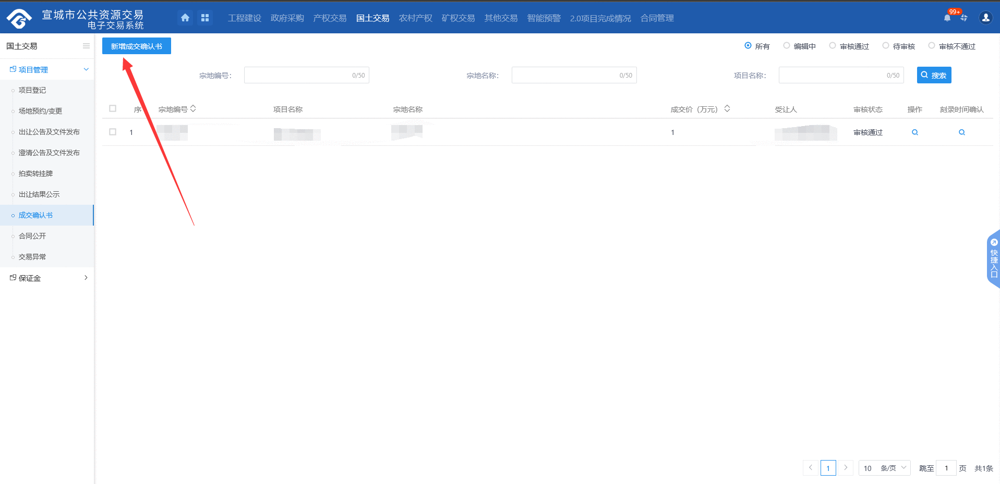 宣城市公共资源交易
电子交易系统
工程建设 政府采购 产权交易 国土交易 农村产权 矿权交易 其他交易 智能预警 2.0项目完成情况 合同管理
99+
国土交易
项目管理
项目登记
场地预约/变更
出让公告及文件发布
澄清公告及文件发布
拍卖转挂牌
出让结果公示
成交确认书
合同公开
交易异常
保证金
新增成交确认书
所有 编辑中 审核通过 待审核 审核不通过
宗地编号： 0/50 宗地名称： 0/50 项目名称： 0/50 搜索
序 宗地编号 项目名称 宗地名称 成交价（万元） 受让人 审核状态 操作 刻录时间确认
1 1 审核通过
快捷入口
1 10 条/页 跳至 1 页 共1条